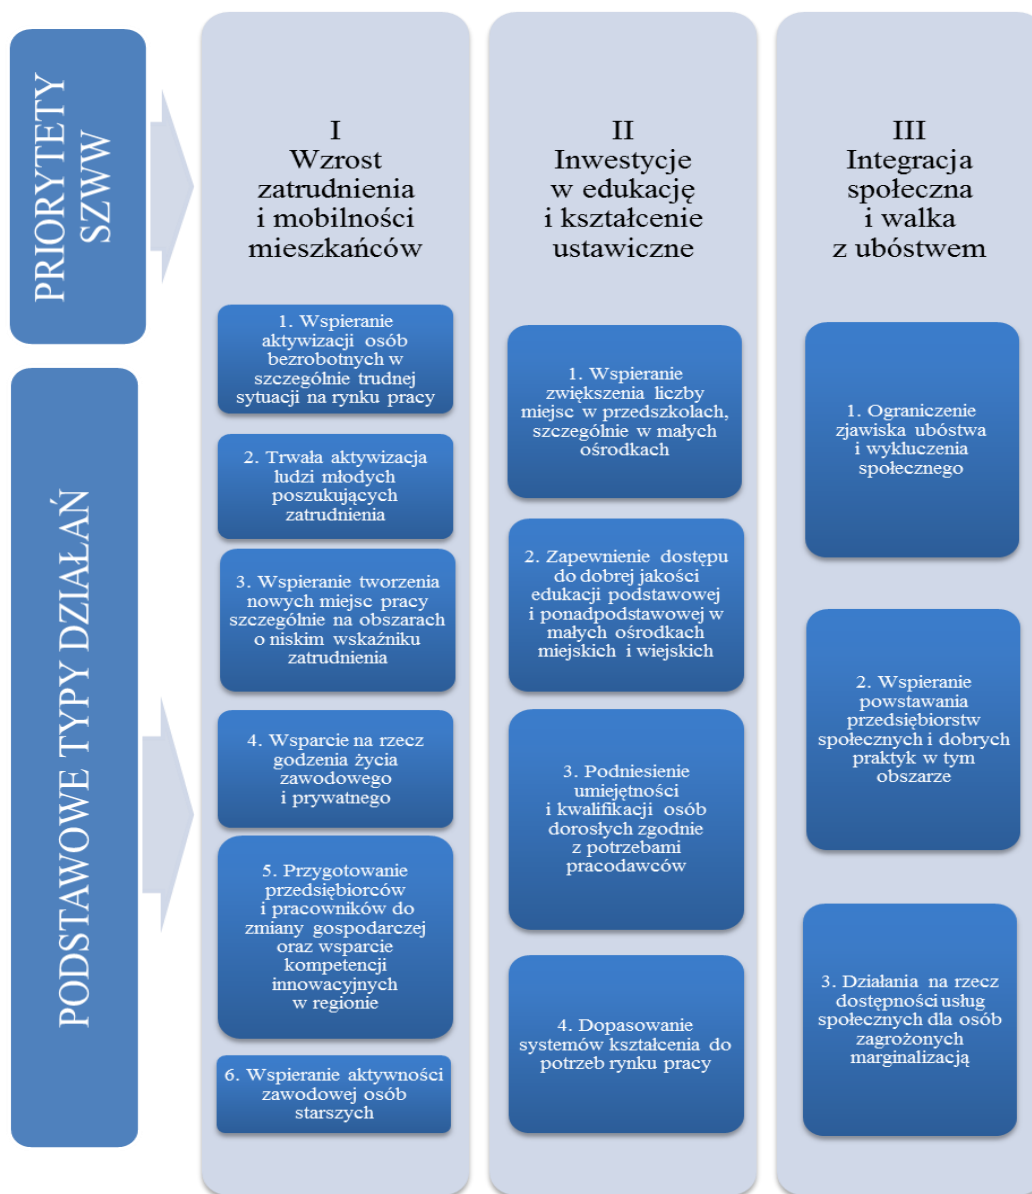 PRIORYTETY
SZWW
PODSTAWOWE TYPY DZIAŁAŃ
I
Wzrost
zatrudnienia
i mobilności
mieszkańców
1. Wspieranie
aktywizacji osób
bezrobotnych w
szczególnie trudnej
sytuacji na rynku pracy
2. Trwała aktywizacja
ludzi młodych
poszukujących
zatrudnienia
3. Wspieranie tworzenia
nowych miejsc pracy
szczególnie na obszarach
o niskim wskaźniku
zatrudnienia
4. Wsparcie na rzecz
godzenia życia
zawodowego
i prywatnego
5. Przygotowanie
przedsiębiorców
i pracowników do
zmiany gospodarczej
oraz wsparcie
kompetencji
innowacyjnych
w regionie
6. Wspieranie aktywności
zawodowej osób
starszych
II
Inwestycje
w edukację
i kształcenie
ustawiczne
1. Wspieranie
zwiększenia liczby
miejsc w przedszkolach,
szczególnie w małych
ośrodkach
2. Zapewnienie dostępu
do dobrej jakości
edukacji podstawowej
i ponadpodstawowej w
małych ośrodkach
miejskich i wiejskich
3. Podniesienie
umiejętności
i kwalifikacji osób
dorosłych zgodnie
z potrzebami
pracodawców
4. Dopasowanie
systemów kształcenia do
potrzeb rynku pracy
III
Integracja
społeczna
i walka
z ubóstwem
1. Ograniczenie
zjawiska ubóstwa
i wykluczenia
społecznego
2. Wspieranie
powstawania
przedsiębiorstw
społecznych i dobrych
praktyk w tym
obszarze
3. Działania na rzecz
dostępności usług
społecznych dla osób
zagrożonych
marginalizacją